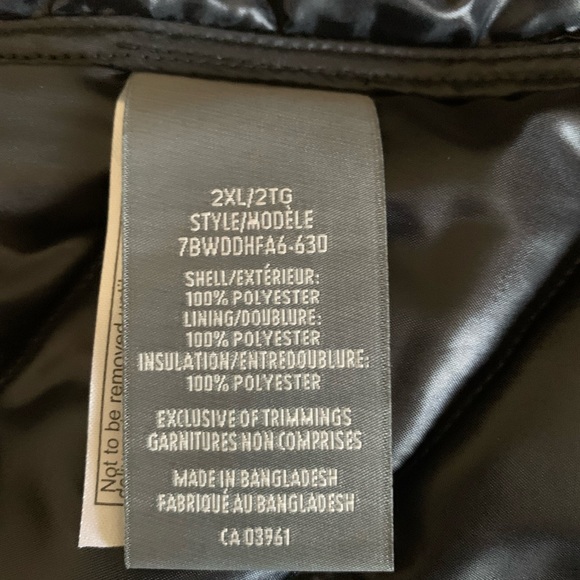 2XL/2TG
STYLE/MODÈLE
7BWDDHFA6-630
SHELL/EXTÉRIEUR:
100% POLYESTER
LINING/DOUBLURE:
100% POLYESTER
INSULATION/ENTREDOUBLURE:
100% POLYESTER
EXCLUSIVE OF TRIMMINGS
GARNITURES NON COMPRISES
MADE IN BANGLADESH
FABRIQUÉ AU BANGLADESH
CA 03961
Not to be removed until